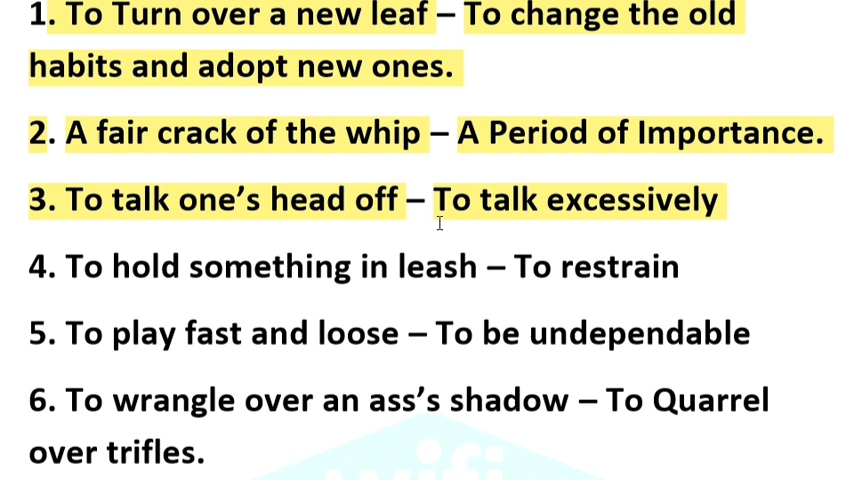 1. To Turn over a new leaf – To change the old
habits and adopt new ones.
2. A fair crack of the whip – A Period of Importance.
3. To talk one’s head off – To talk excessively
4. To hold something in leash – To restrain
5. To play fast and loose – To be undependable
6. To wrangle over an ass’s shadow – To Quarrel
over trifles.
wifi